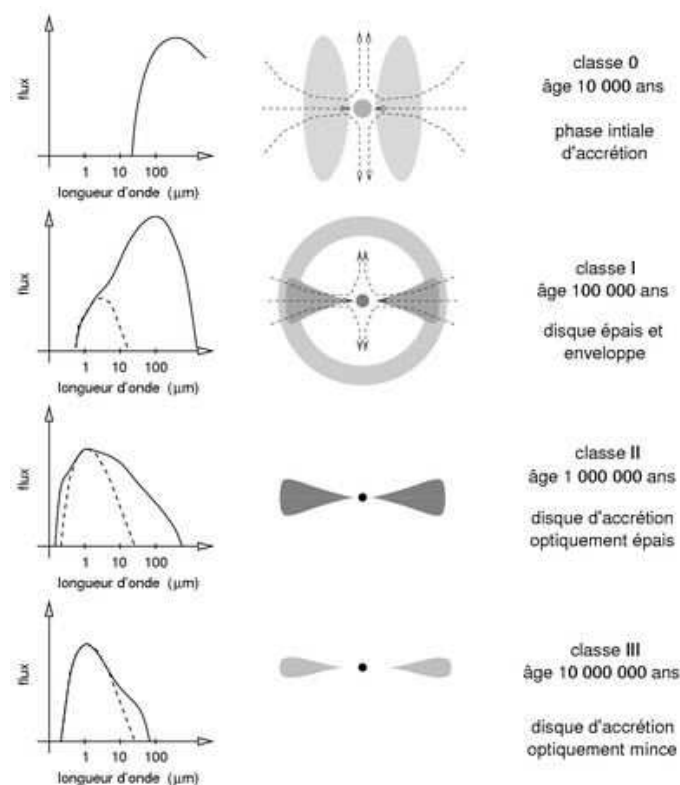 flux
1 10 100
longueur d'onde (μm)
classe 0
âge 10 000 ans
phase intiale
d'accrétion
flux
1 10 100
longueur d'onde (μm)
classe I
âge 100 000 ans
disque épais et
enveloppe
flux
1 10 100
longueur d'onde (μm)
classe II
âge 1 000 000 ans
disque d'accrétion
optiquement épais
flux
1 10 100
longueur d'onde (μm)
classe III
âge 10 000 000 ans
disque d'accrétion
optiquement mince